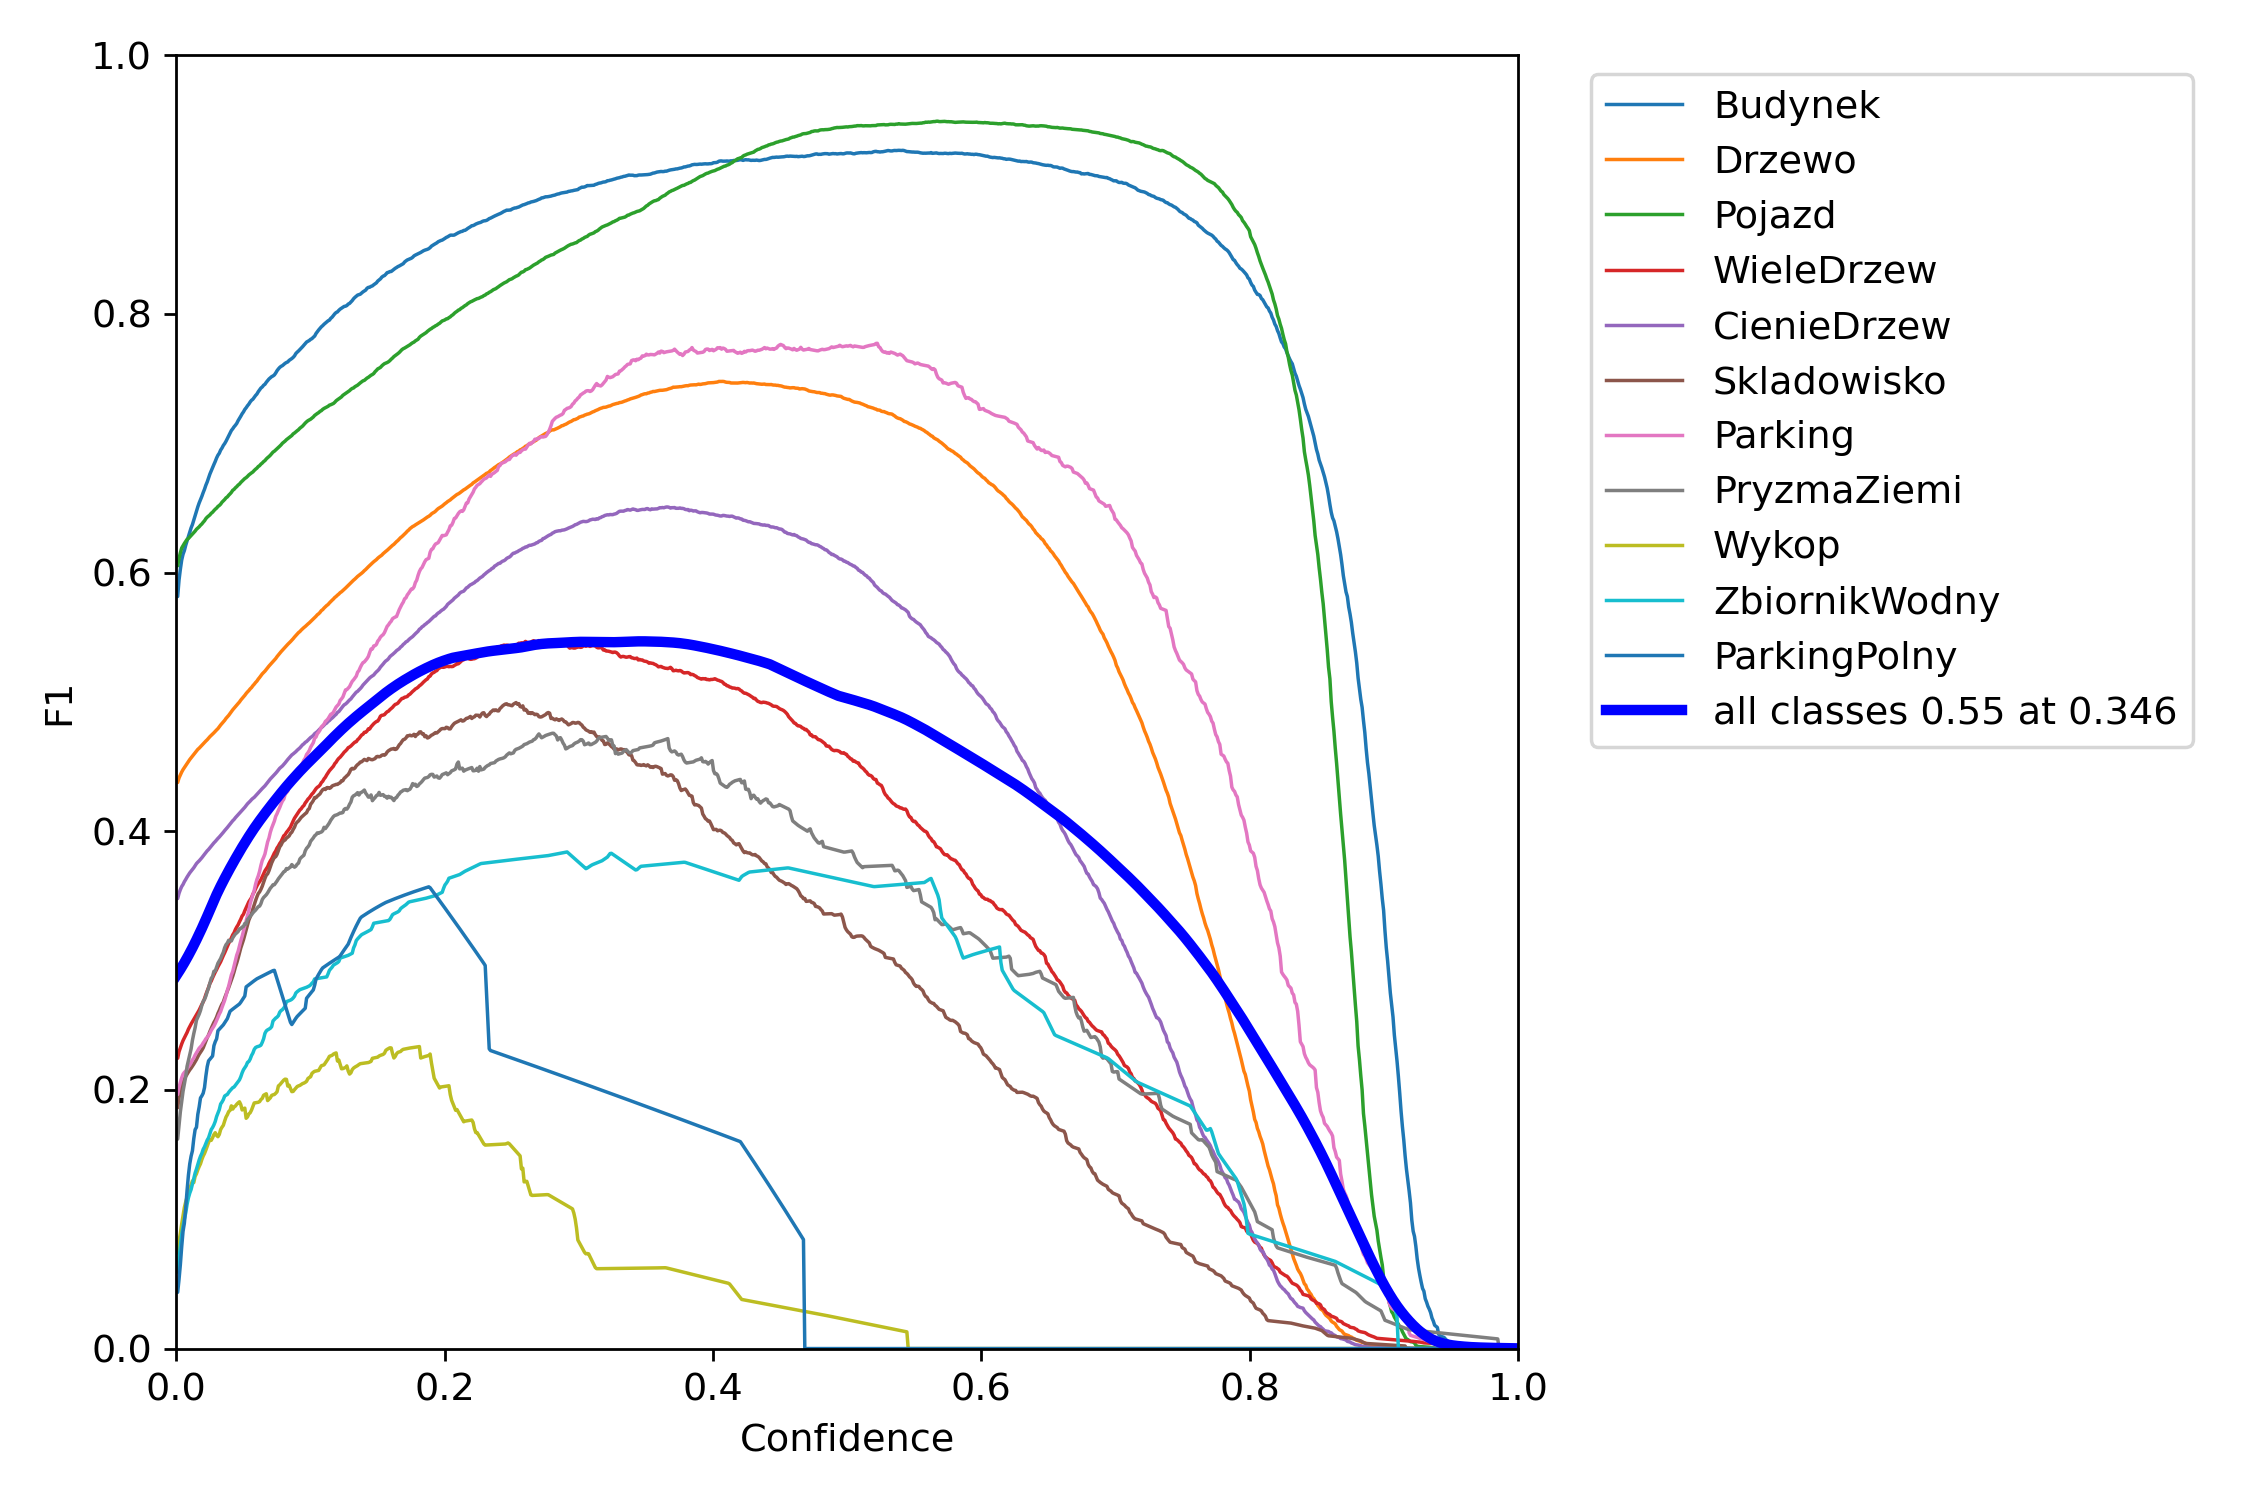 1.0
0.8
0.6
0.4
0.2
0.0
F1
0.0 0.2 0.4 0.6 0.8 1.0
Confidence
Budynek
Drzewo
Pojazd
WieleDrzew
CienieDrzew
Skladowisko
Parking
PryzmaZiemi
Wykop
ZbiornikWodny
ParkingPolny
all classes 0.55 at 0.346